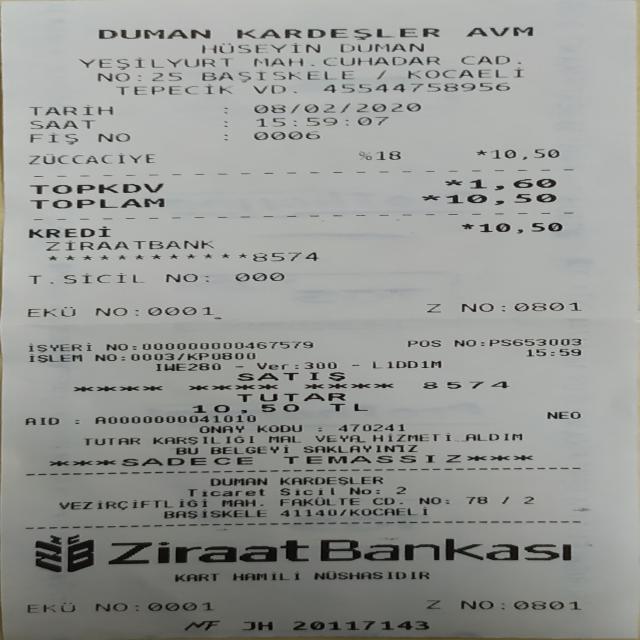 DUMAN KARDEŞLER AVM
HÜSEYİN DUMAN
YEŞİLYURT MAH.CUHADAR CAD.
NO:25 BAŞİSKELE / KOCAELİ
TEPECİK VD. 45544758956
TARİH : 08/02/2020
SAAT : 15:59:07
FİŞ NO : 0006
ZÜCCACİYE %18 *10,50
TOPKDV *1,60
TOPLAM *10,50
KREDİ *10,50
ZİRAATBANK
************8574
T.SİCİL NO: 000
EKÜ NO:0001 Z NO:0801
İŞYERİ NO:000000000467579 POS NO:PS653003
İŞLEM NO:0003/KP0800 15:59
IWE280 - Ver:300 - L1DD1M
SATIŞ
**** **** **** 8574
TUTAR
10,50 TL
AID : A0000000041010 NEO
ONAY KODU : 470241
TUTAR KARŞILIĞI MAL VEYA HİZMETİ ALDIM
BU BELGEYİ SAKLAYINIZ
***SADECE TEMASSIZ***
DUMAN KARDEŞLER
Ticaret Sicil No: 2
VEZİRÇİFTLİĞİ MAH. FAKÜLTE CD. NO: 78 / 2
BAŞİSKELE 41140/KOCAELİ
Ziraat Bankası
KART HAMİLİ NÜSHASIDIR
EKÜ NO:0001 Z NO:0801
MF JH 20117143